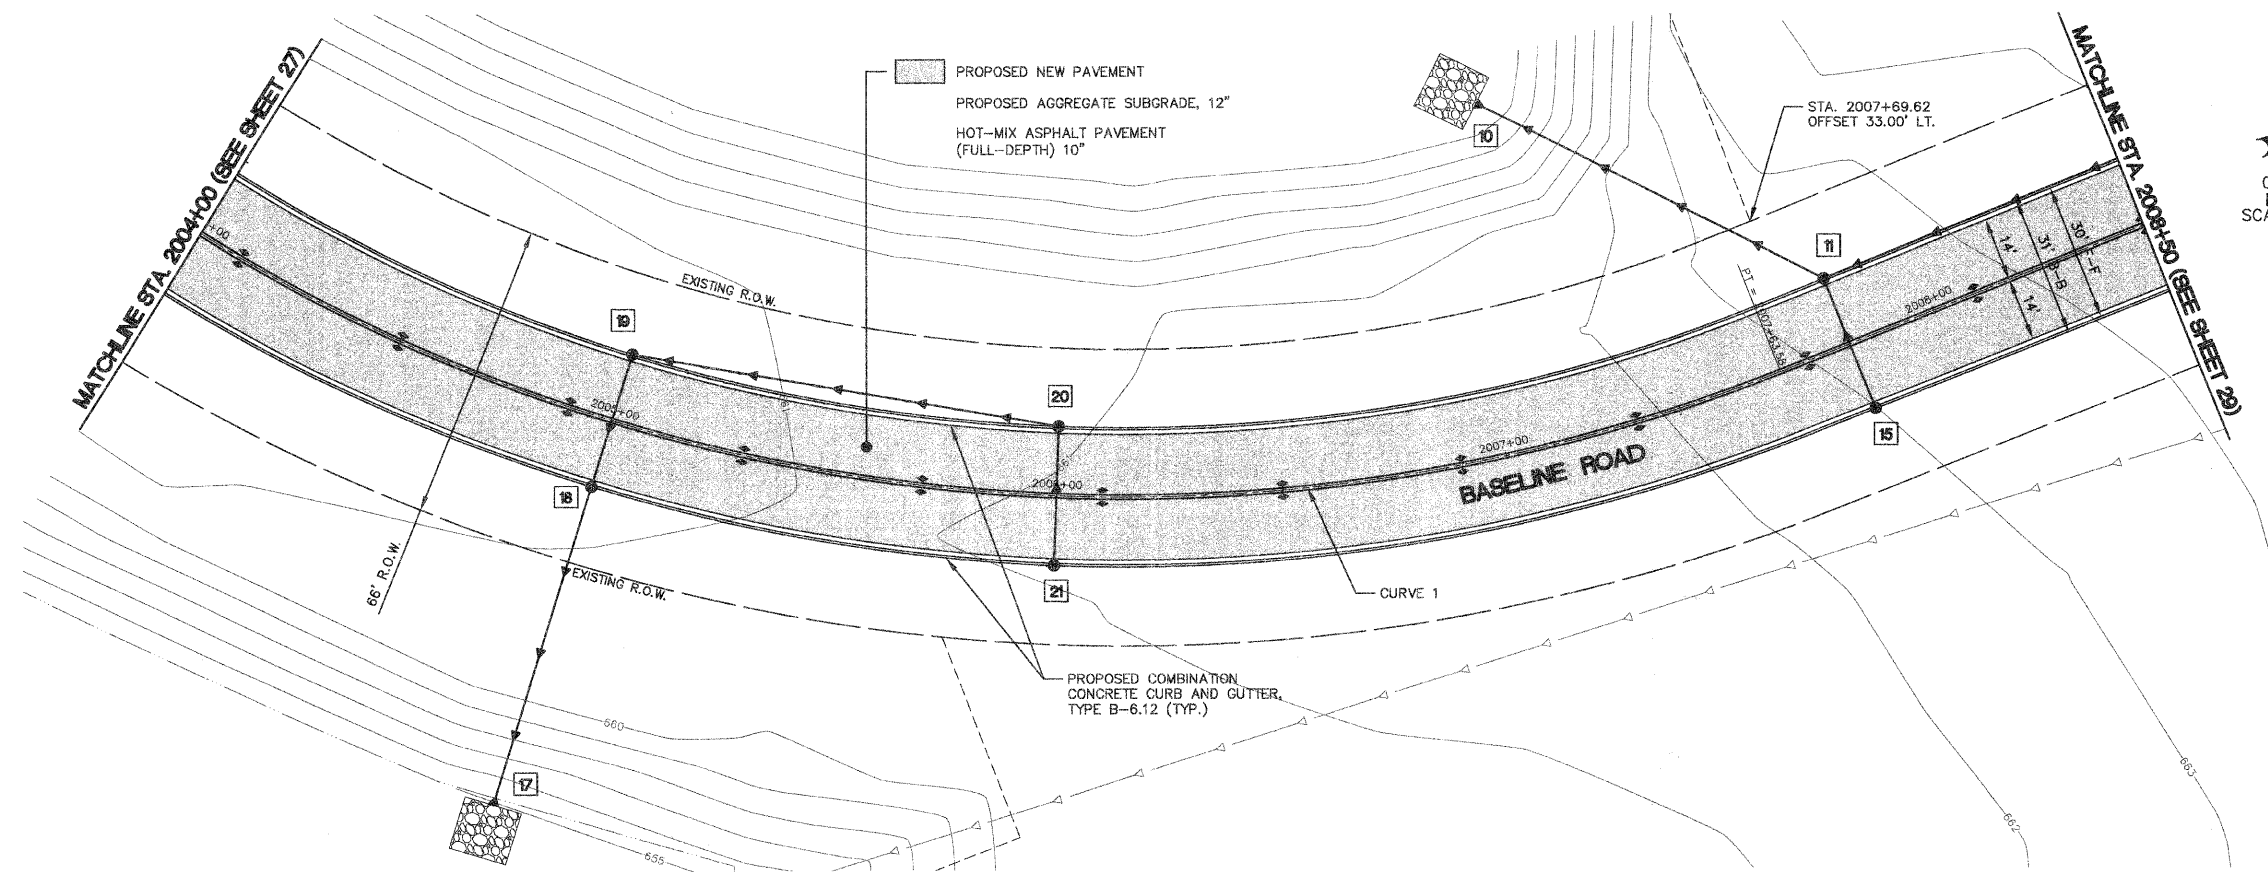 MATCHLINE STA. 2004+00 (SEE SHEET 27)
PROPOSED NEW PAVEMENT
PROPOSED AGGREGATE SUBGRADE, 12"
HOT-MIX ASPHALT PAVEMENT
(FULL-DEPTH) 10"
10
STA. 2007+69.62
OFFSET 33.00' LT.
MATCHLINE STA. 2008+50 (SEE SHEET 29)
SCA
+00
EXISTING R.O.W.
11
14'
31' B-B
30' F-F
14'
2008+00
19
20
15
2007+00
BASELINE ROAD
18
21
66' R.O.W.
EXISTING R.O.W.
CURVE 1
PROPOSED COMBINATION
CONCRETE CURB AND GUTTER,
TYPE B-6.12 (TYP.)
660
17
655
662
663